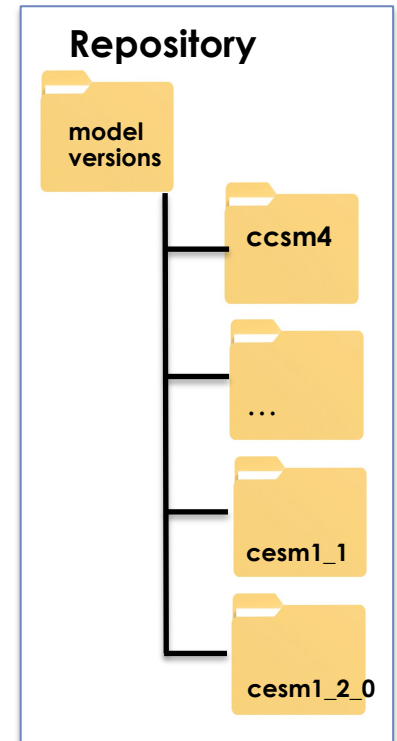 Repository
model
versions
ccsm4
...
cesm1_1
cesm1_2_0